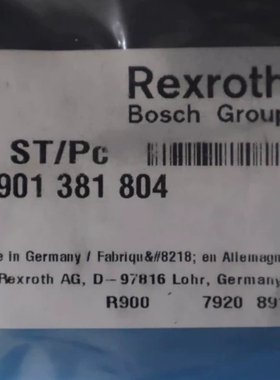 Rexroth
Bosch Group
ST/Pc
901 381 804
in Germany / Fabriqu&#8218; en Allemagn
Rexroth AG, D-97816 Lohr, Germany
R900 7920 89